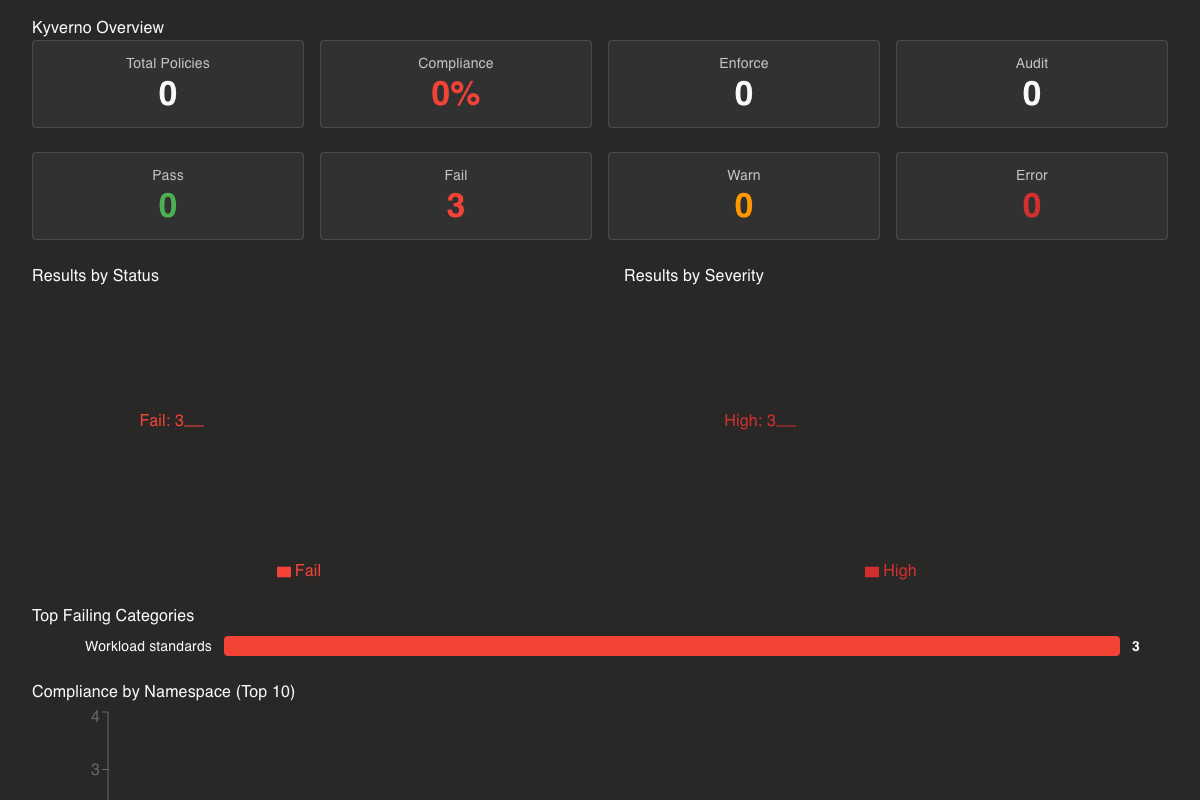 Kyverno Overview
Total Policies
0
Compliance
0%
Enforce
0
Audit
0
Pass
0
Fail
3
Warn
0
Error
0
Results by Status
Results by Severity
Fail: 3
High: 3
Fail
High
Top Failing Categories
Workload standards
3
Compliance by Namespace (Top 10)
4
3